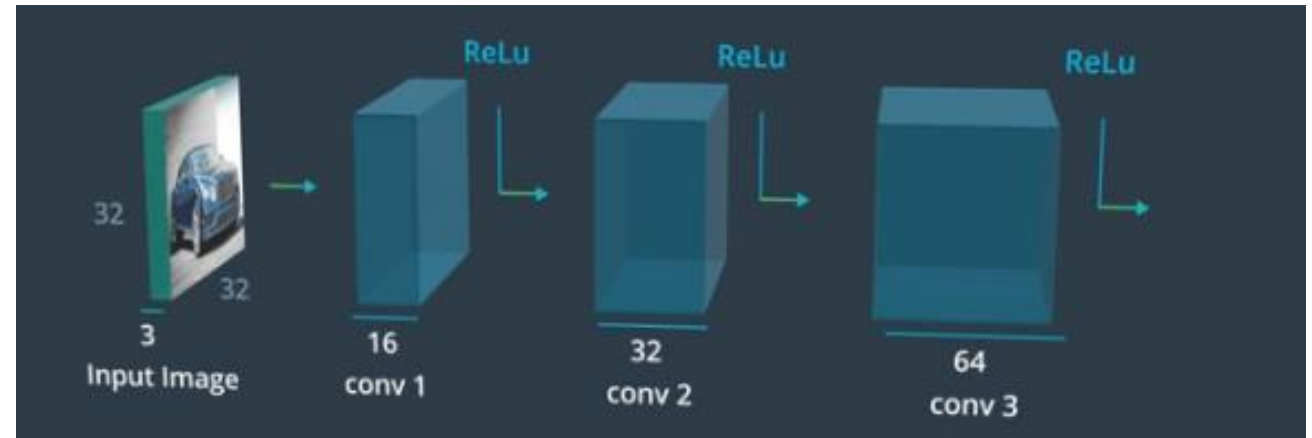 ReLu
ReLu
ReLu
32
32
3
Input Image
16
conv 1
32
conv 2
64
conv 3